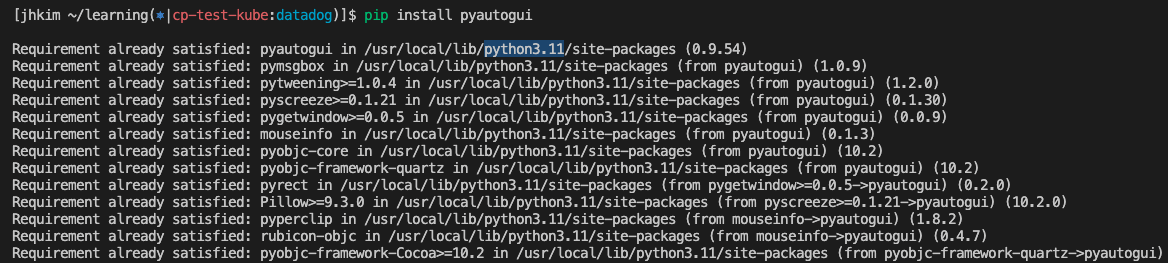 [jhkim ~/learning(⎈|cp-test-kube:datadog)]$ pip install pyautogui
Requirement already satisfied: pyautogui in /usr/local/lib/python3.11/site-packages (0.9.54)
Requirement already satisfied: pymsgbox in /usr/local/lib/python3.11/site-packages (from pyautogui) (1.0.9)
Requirement already satisfied: pytweening>=1.0.4 in /usr/local/lib/python3.11/site-packages (from pyautogui) (1.2.0)
Requirement already satisfied: pyscreeze>=0.1.21 in /usr/local/lib/python3.11/site-packages (from pyautogui) (0.1.30)
Requirement already satisfied: pygetwindow>=0.0.5 in /usr/local/lib/python3.11/site-packages (from pyautogui) (0.0.9)
Requirement already satisfied: mouseinfo in /usr/local/lib/python3.11/site-packages (from pyautogui) (0.1.3)
Requirement already satisfied: pyobjc-core in /usr/local/lib/python3.11/site-packages (from pyautogui) (10.2)
Requirement already satisfied: pyobjc-framework-quartz in /usr/local/lib/python3.11/site-packages (from pyautogui) (10.2)
Requirement already satisfied: pyrect in /usr/local/lib/python3.11/site-packages (from pygetwindow>=0.0.5->pyautogui) (0.2.0)
Requirement already satisfied: Pillow>=9.3.0 in /usr/local/lib/python3.11/site-packages (from pyscreeze>=0.1.21->pyautogui) (10.2.0)
Requirement already satisfied: pyperclip in /usr/local/lib/python3.11/site-packages (from mouseinfo->pyautogui) (1.8.2)
Requirement already satisfied: rubicon-objc in /usr/local/lib/python3.11/site-packages (from mouseinfo->pyautogui) (0.4.7)
Requirement already satisfied: pyobjc-framework-Cocoa>=10.2 in /usr/local/lib/python3.11/site-packages (from pyobjc-framework-quartz->pyautogui)